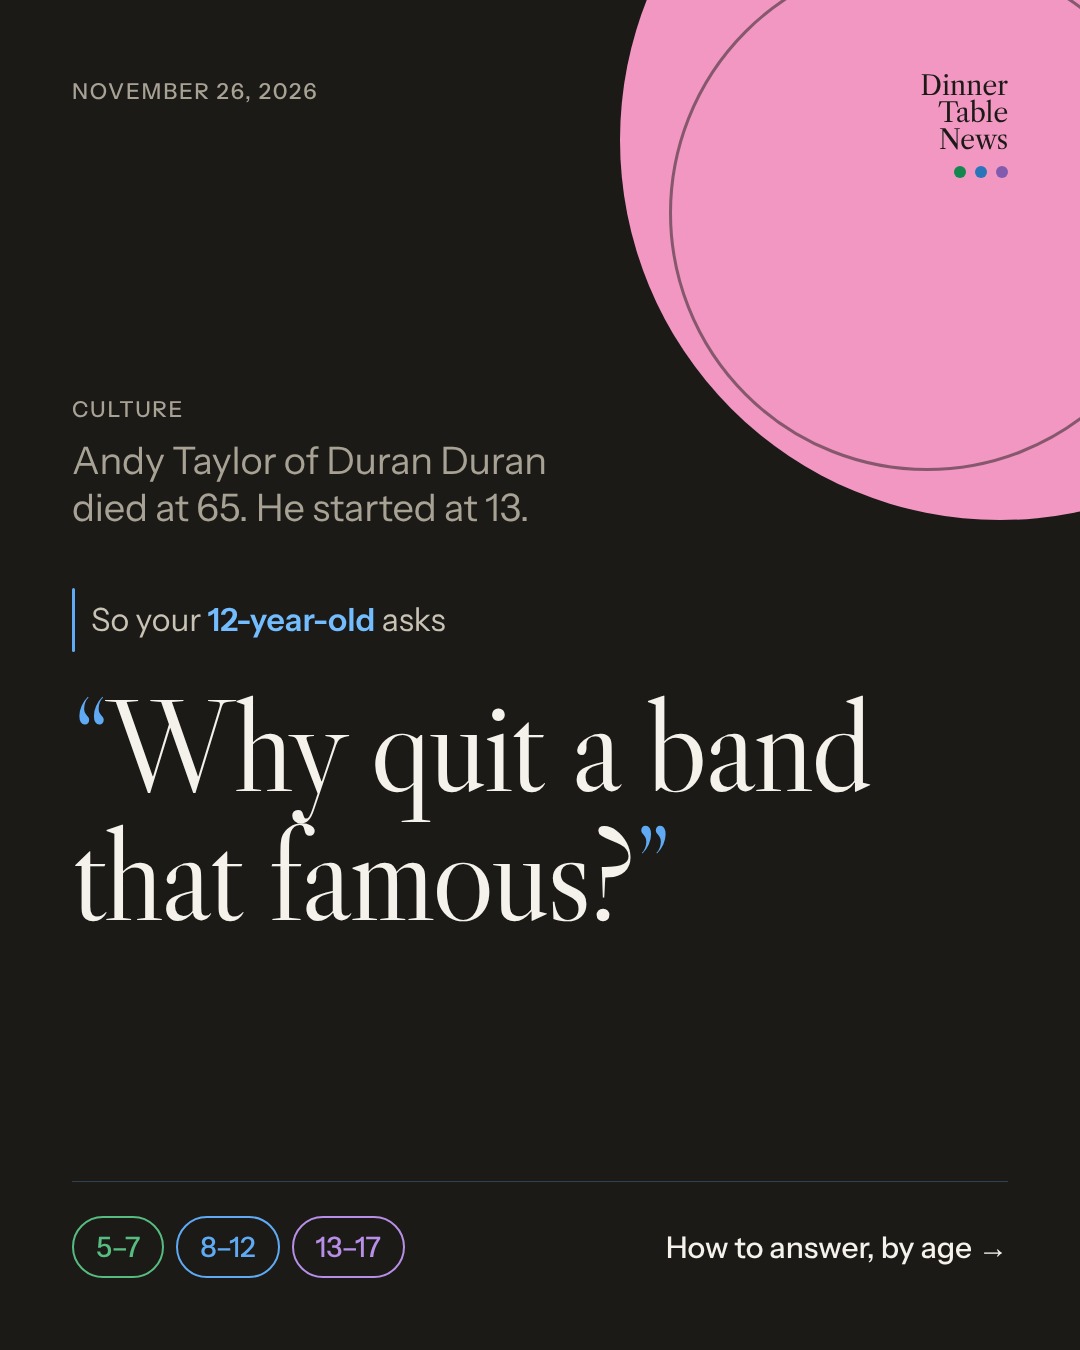 NOVEMBER 26, 2026
Dinner
Table
News
CULTURE
Andy Taylor of Duran Duran
died at 65. He started at 13.
So your 12-year-old asks
“Why quit a band
that famous?”
5–7
8–12
13–17
How to answer, by age →